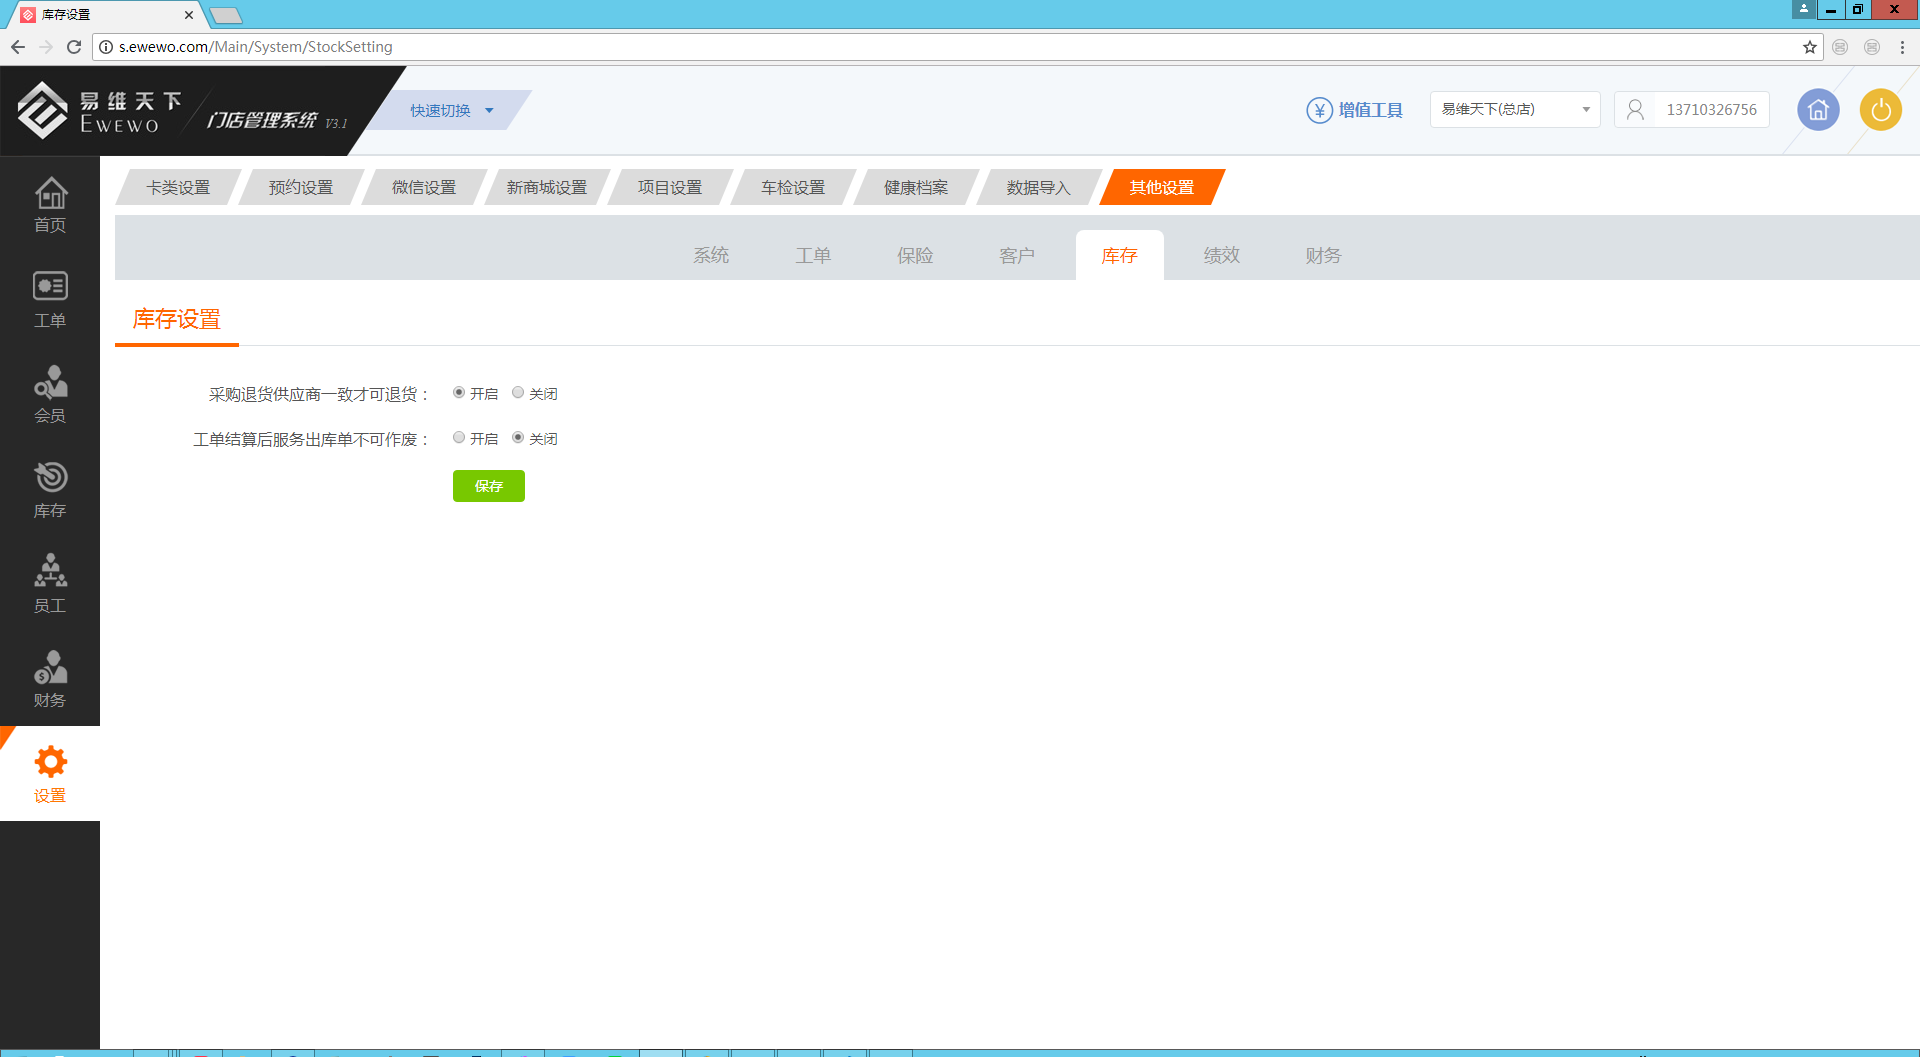 库存设置
s.ewewo.com/Main/System/StockSetting
易维天下
EWEWO
门店管理系统 V3.1
快速切换
增值工具
易维天下(总店)
13710326756
卡类设置 预约设置 微信设置 新商城设置 项目设置 车检设置 健康档案 数据导入 其他设置
系统 工单 保险 客户 库存 绩效 财务
首页
工单
会员
库存
员工
财务
设置
库存设置
采购退货供应商一致才可退货： 开启 关闭
工单结算后服务出库单不可作废： 开启 关闭
保存